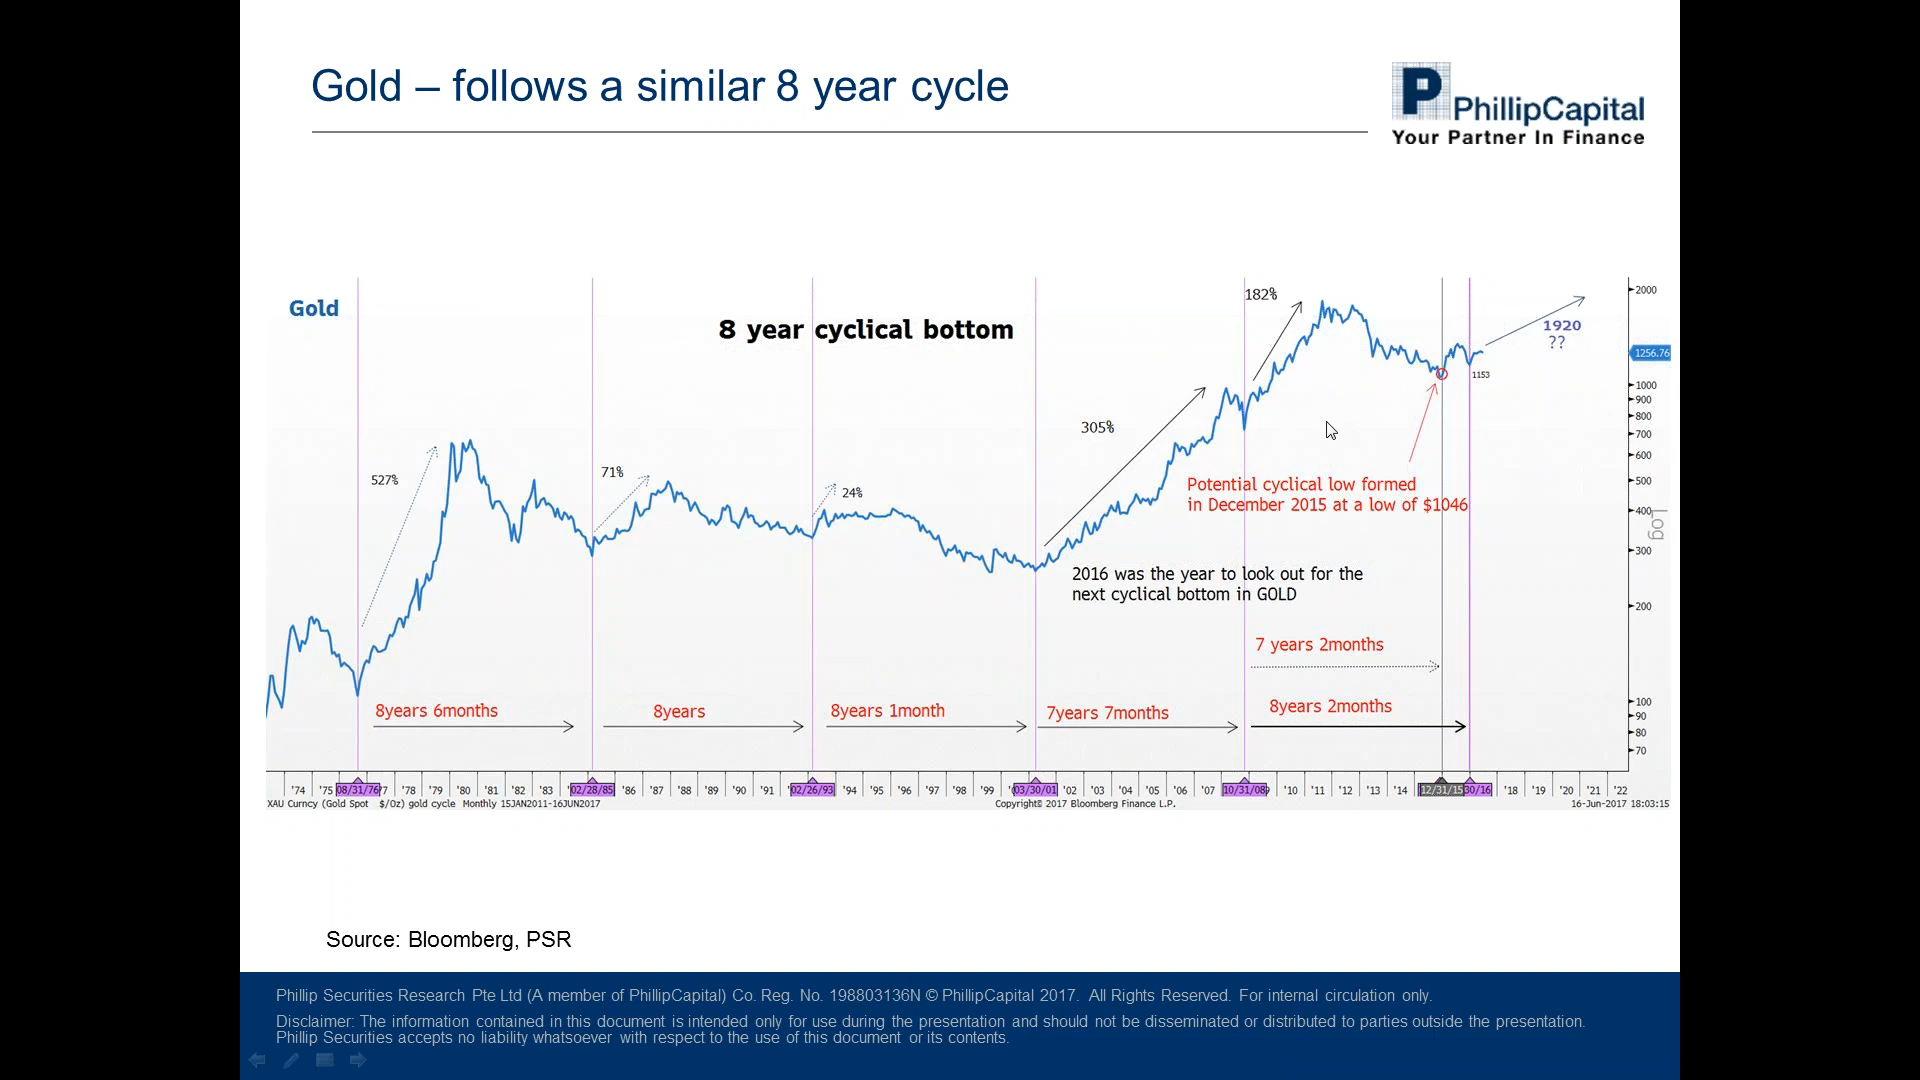 Gold – follows a similar 8 year cycle
P PhillipCapital
Your Partner In Finance
Gold
8 year cyclical bottom
527%
71%
24%
305%
182%
1920
??
1153
1256.76
2000
1000
900
800
700
600
500
400
300
200
100
90
80
70
Log
Potential cyclical low formed
in December 2015 at a low of $1046
2016 was the year to look out for the
next cyclical bottom in GOLD
7 years 2months
8years 6months
8years
8years 1month
7years 7months
8years 2months
'74 '75 08/31/76 '78 '79 '80 '81 '82 '83 02/28/85 '86 '87 '88 '89 '90 '91 02/26/93 '94 '95 '96 '97 '98 '99 03/30/01 '02 '03 '04 '05 '06 '07 10/31/08 '10 '11 '12 '13 '14 12/31/15 30/16 '18 '19 '20 '21 '22
XAU Curncy (Gold Spot $/Oz) gold cycle Monthly 15JAN2011-16JUN2017
Copyright© 2017 Bloomberg Finance L.P.
16-Jun-2017 18:03:15
Source: Bloomberg, PSR
Phillip Securities Research Pte Ltd (A member of PhillipCapital) Co. Reg. No. 198803136N © PhillipCapital 2017. All Rights Reserved. For internal circulation only.
Disclaimer: The information contained in this document is intended only for use during the presentation and should not be disseminated or distributed to parties outside the presentation.
Phillip Securities accepts no liability whatsoever with respect to the use of this document or its contents.